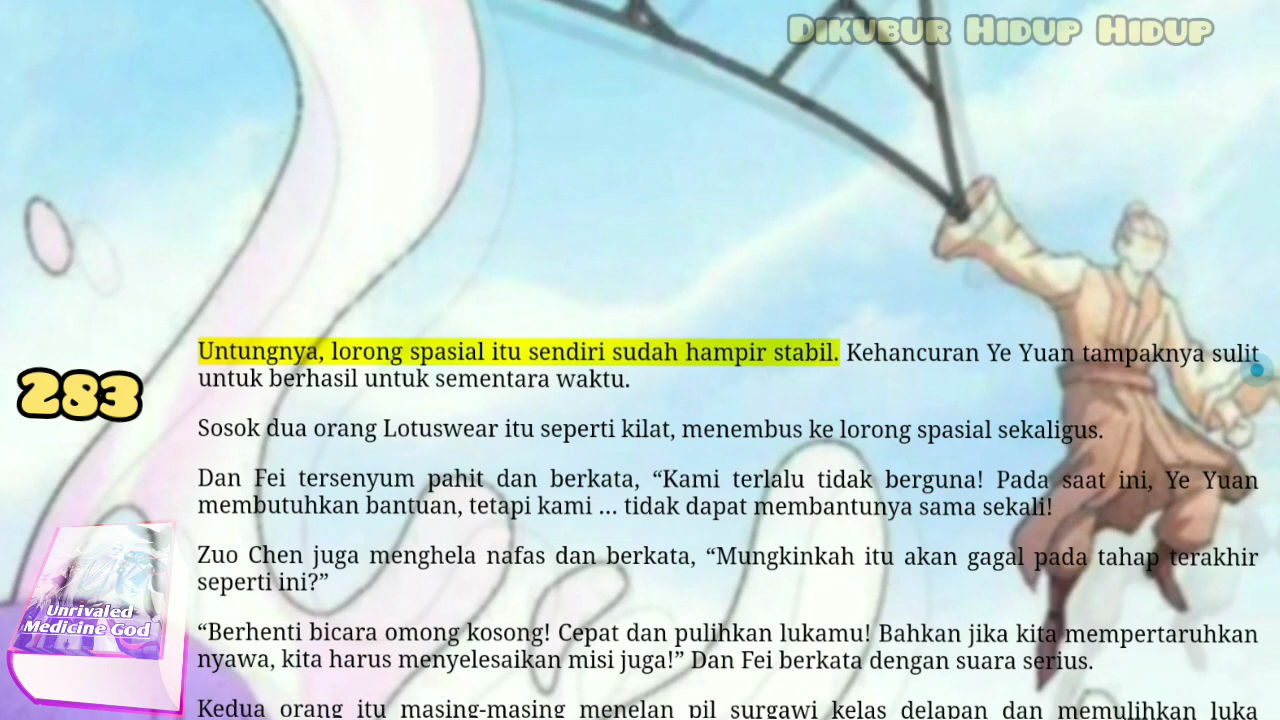 Dikubur Hidup Hidup
Untungnya, lorong spasial itu sendiri sudah hampir stabil. Kehancuran Ye Yuan tampaknya sulit
untuk berhasil untuk sementara waktu.
283
Sosok dua orang Lotuswear itu seperti kilat, menembus ke lorong spasial sekaligus.
Dan Fei tersenyum pahit dan berkata, “Kami terlalu tidak berguna! Pada saat ini, Ye Yuan
membutuhkan bantuan, tetapi kami ... tidak dapat membantunya sama sekali!
Zuo Chen juga menghela nafas dan berkata, “Mungkinkah itu akan gagal pada tahap terakhir
seperti ini?”
Unrivaled
Medicine God
“Berhenti bicara omong kosong! Cepat dan pulihkan lukamu! Bahkan jika kita mempertaruhkan
nyawa, kita harus menyelesaikan misi juga!” Dan Fei berkata dengan suara serius.
Kedua orang itu masing-masing menelan pil surgawi kelas delapan dan memulihkan luka